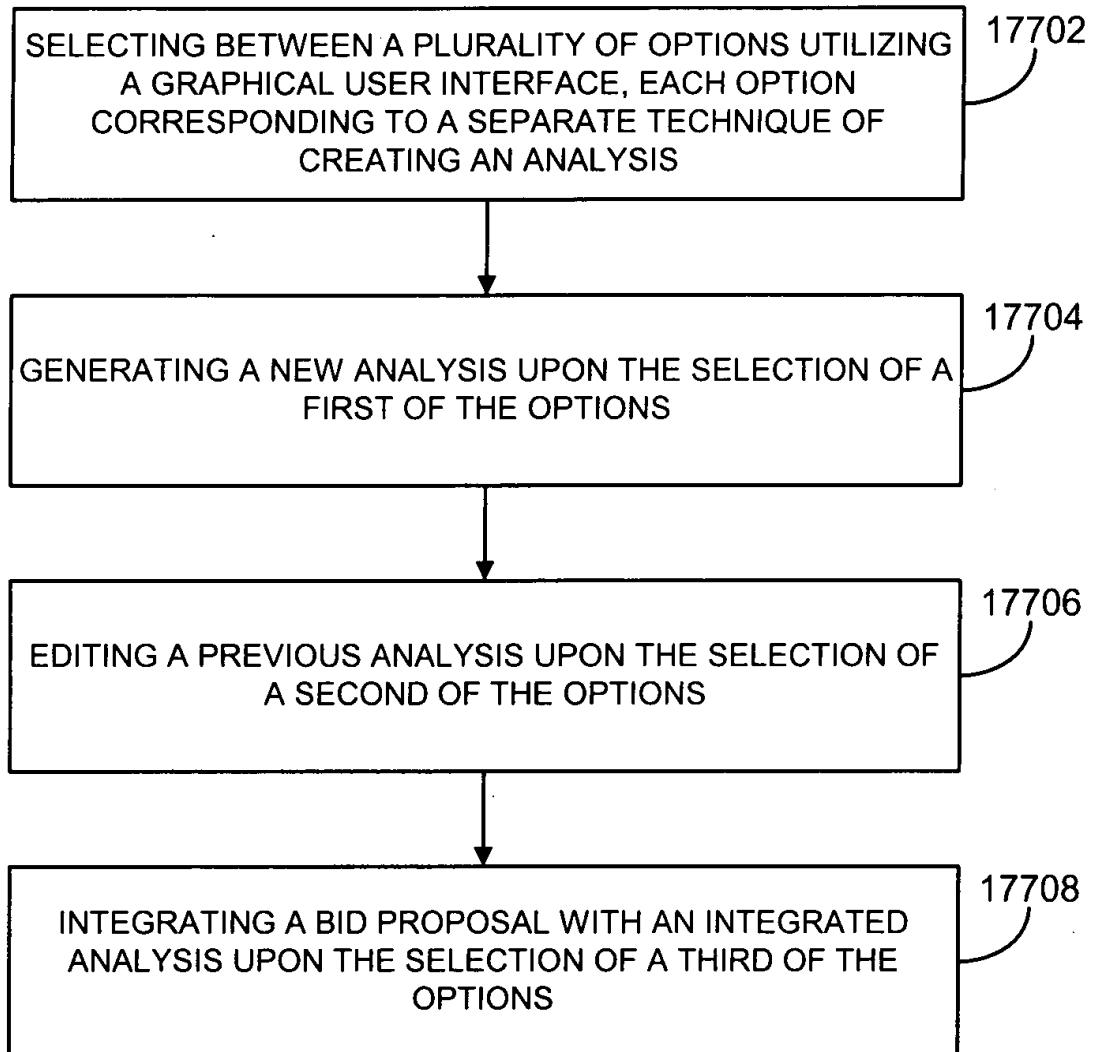 17702
SELECTING BETWEEN A PLURALITY OF OPTIONS UTILIZING
A GRAPHICAL USER INTERFACE, EACH OPTION
CORRESPONDING TO A SEPARATE TECHNIQUE OF
CREATING AN ANALYSIS
17704
GENERATING A NEW ANALYSIS UPON THE SELECTION OF A
FIRST OF THE OPTIONS
17706
EDITING A PREVIOUS ANALYSIS UPON THE SELECTION OF
A SECOND OF THE OPTIONS
17708
INTEGRATING A BID PROPOSAL WITH AN INTEGRATED
ANALYSIS UPON THE SELECTION OF A THIRD OF THE
OPTIONS